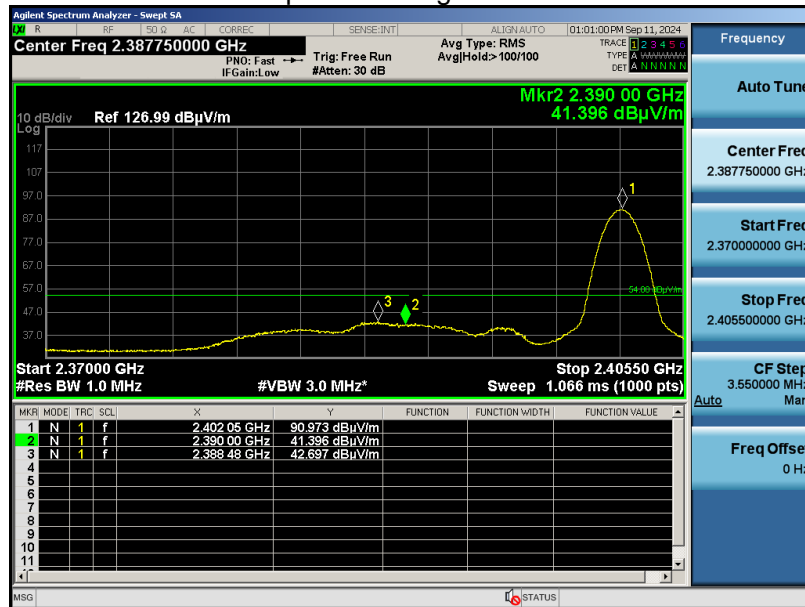 Agilent Spectrum Analyzer - Swept SA
LXI R RF 50 Ω AC CORREC SENSE:INT ALIGN AUTO 01:01:00 PM Sep 11, 2024
Center Freq 2.387750000 GHz
PNO: Fast
IFGain:Low
Trig: Free Run
#Atten: 30 dB
Avg Type: RMS
Avg|Hold:>100/100
TRACE 1 2 3 4 5 6
TYPE A WWWWW
DET A N N N N N
Mkr2 2.390 00 GHz
41.396 dBµV/m
10 dB/div Ref 126.99 dBµV/m
Log
117
107
97.0
87.0
77.0
67.0
57.0
47.0
37.0
1
3
2
54.00 dBµV/m
Start 2.37000 GHz Stop 2.40550 GHz
#Res BW 1.0 MHz #VBW 3.0 MHz* Sweep 1.066 ms (1000 pts)
MKR MODE TRC SCL X Y FUNCTION FUNCTION WIDTH FUNCTION VALUE
1 N 1 f 2.402 05 GHz 90.973 dBµV/m
2 N 1 f 2.390 00 GHz 41.396 dBµV/m
3 N 1 f 2.388 48 GHz 42.697 dBµV/m
4
5
6
7
8
9
10
11
MSG STATUS
Frequency
Auto Tune
Center Freq
2.387750000 GHz
Start Freq
2.370000000 GHz
Stop Freq
2.405500000 GHz
CF Step
3.550000 MHz
Auto Man
Freq Offset
0 Hz